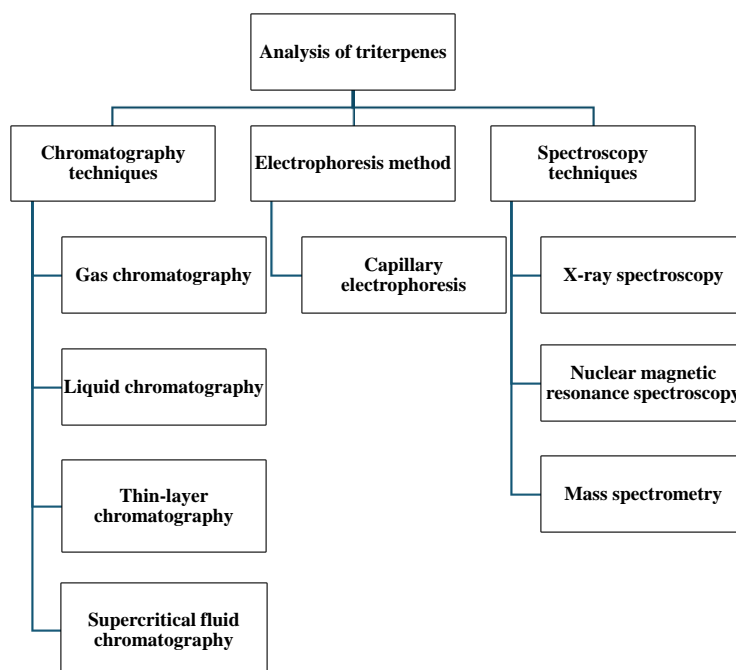 Analysis of triterpenes
Chromatography
techniques
Electrophoresis method
Spectroscopy
techniques
Gas chromatography
Liquid chromatography
Thin-layer
chromatography
Supercritical fluid
chromatography
Capillary
electrophoresis
X-ray spectroscopy
Nuclear magnetic
resonance spectroscopy
Mass spectrometry